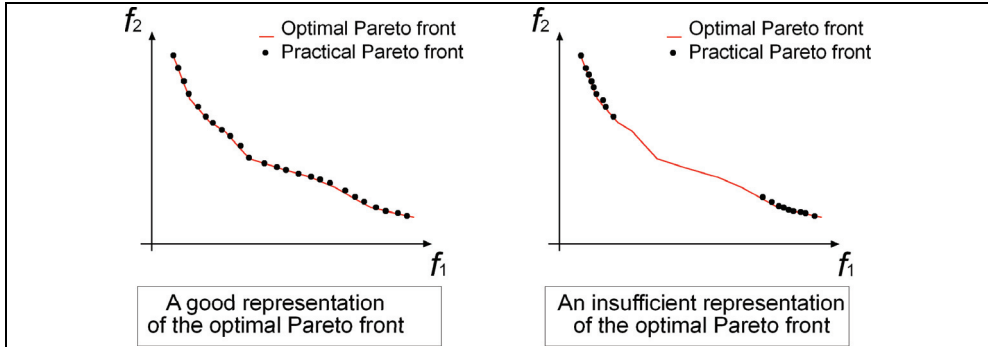 f2
Optimal Pareto front
Practical Pareto front
f1
A good representation
of the optimal Pareto front
f2
Optimal Pareto front
Practical Pareto front
f1
An insufficient representation
of the optimal Pareto front